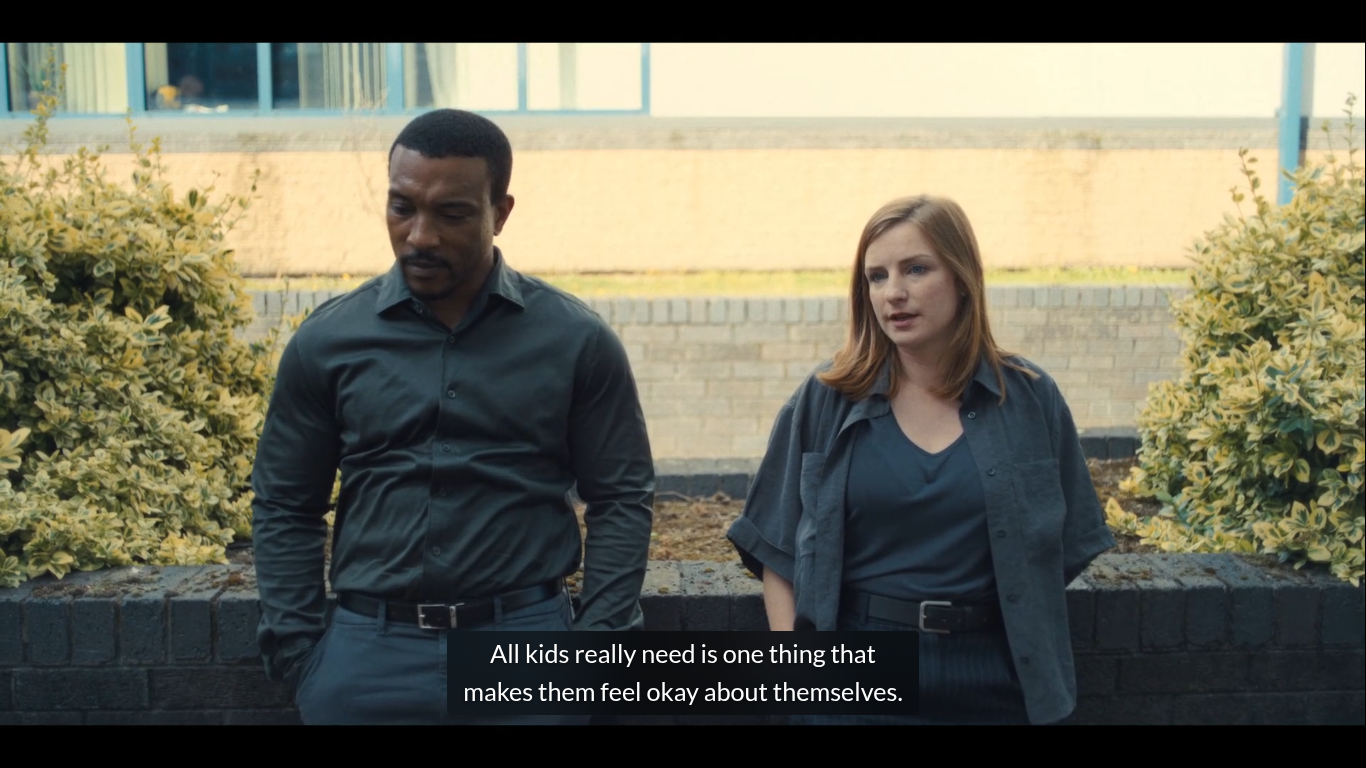 All kids really need is one thing that
makes them feel okay about themselves.